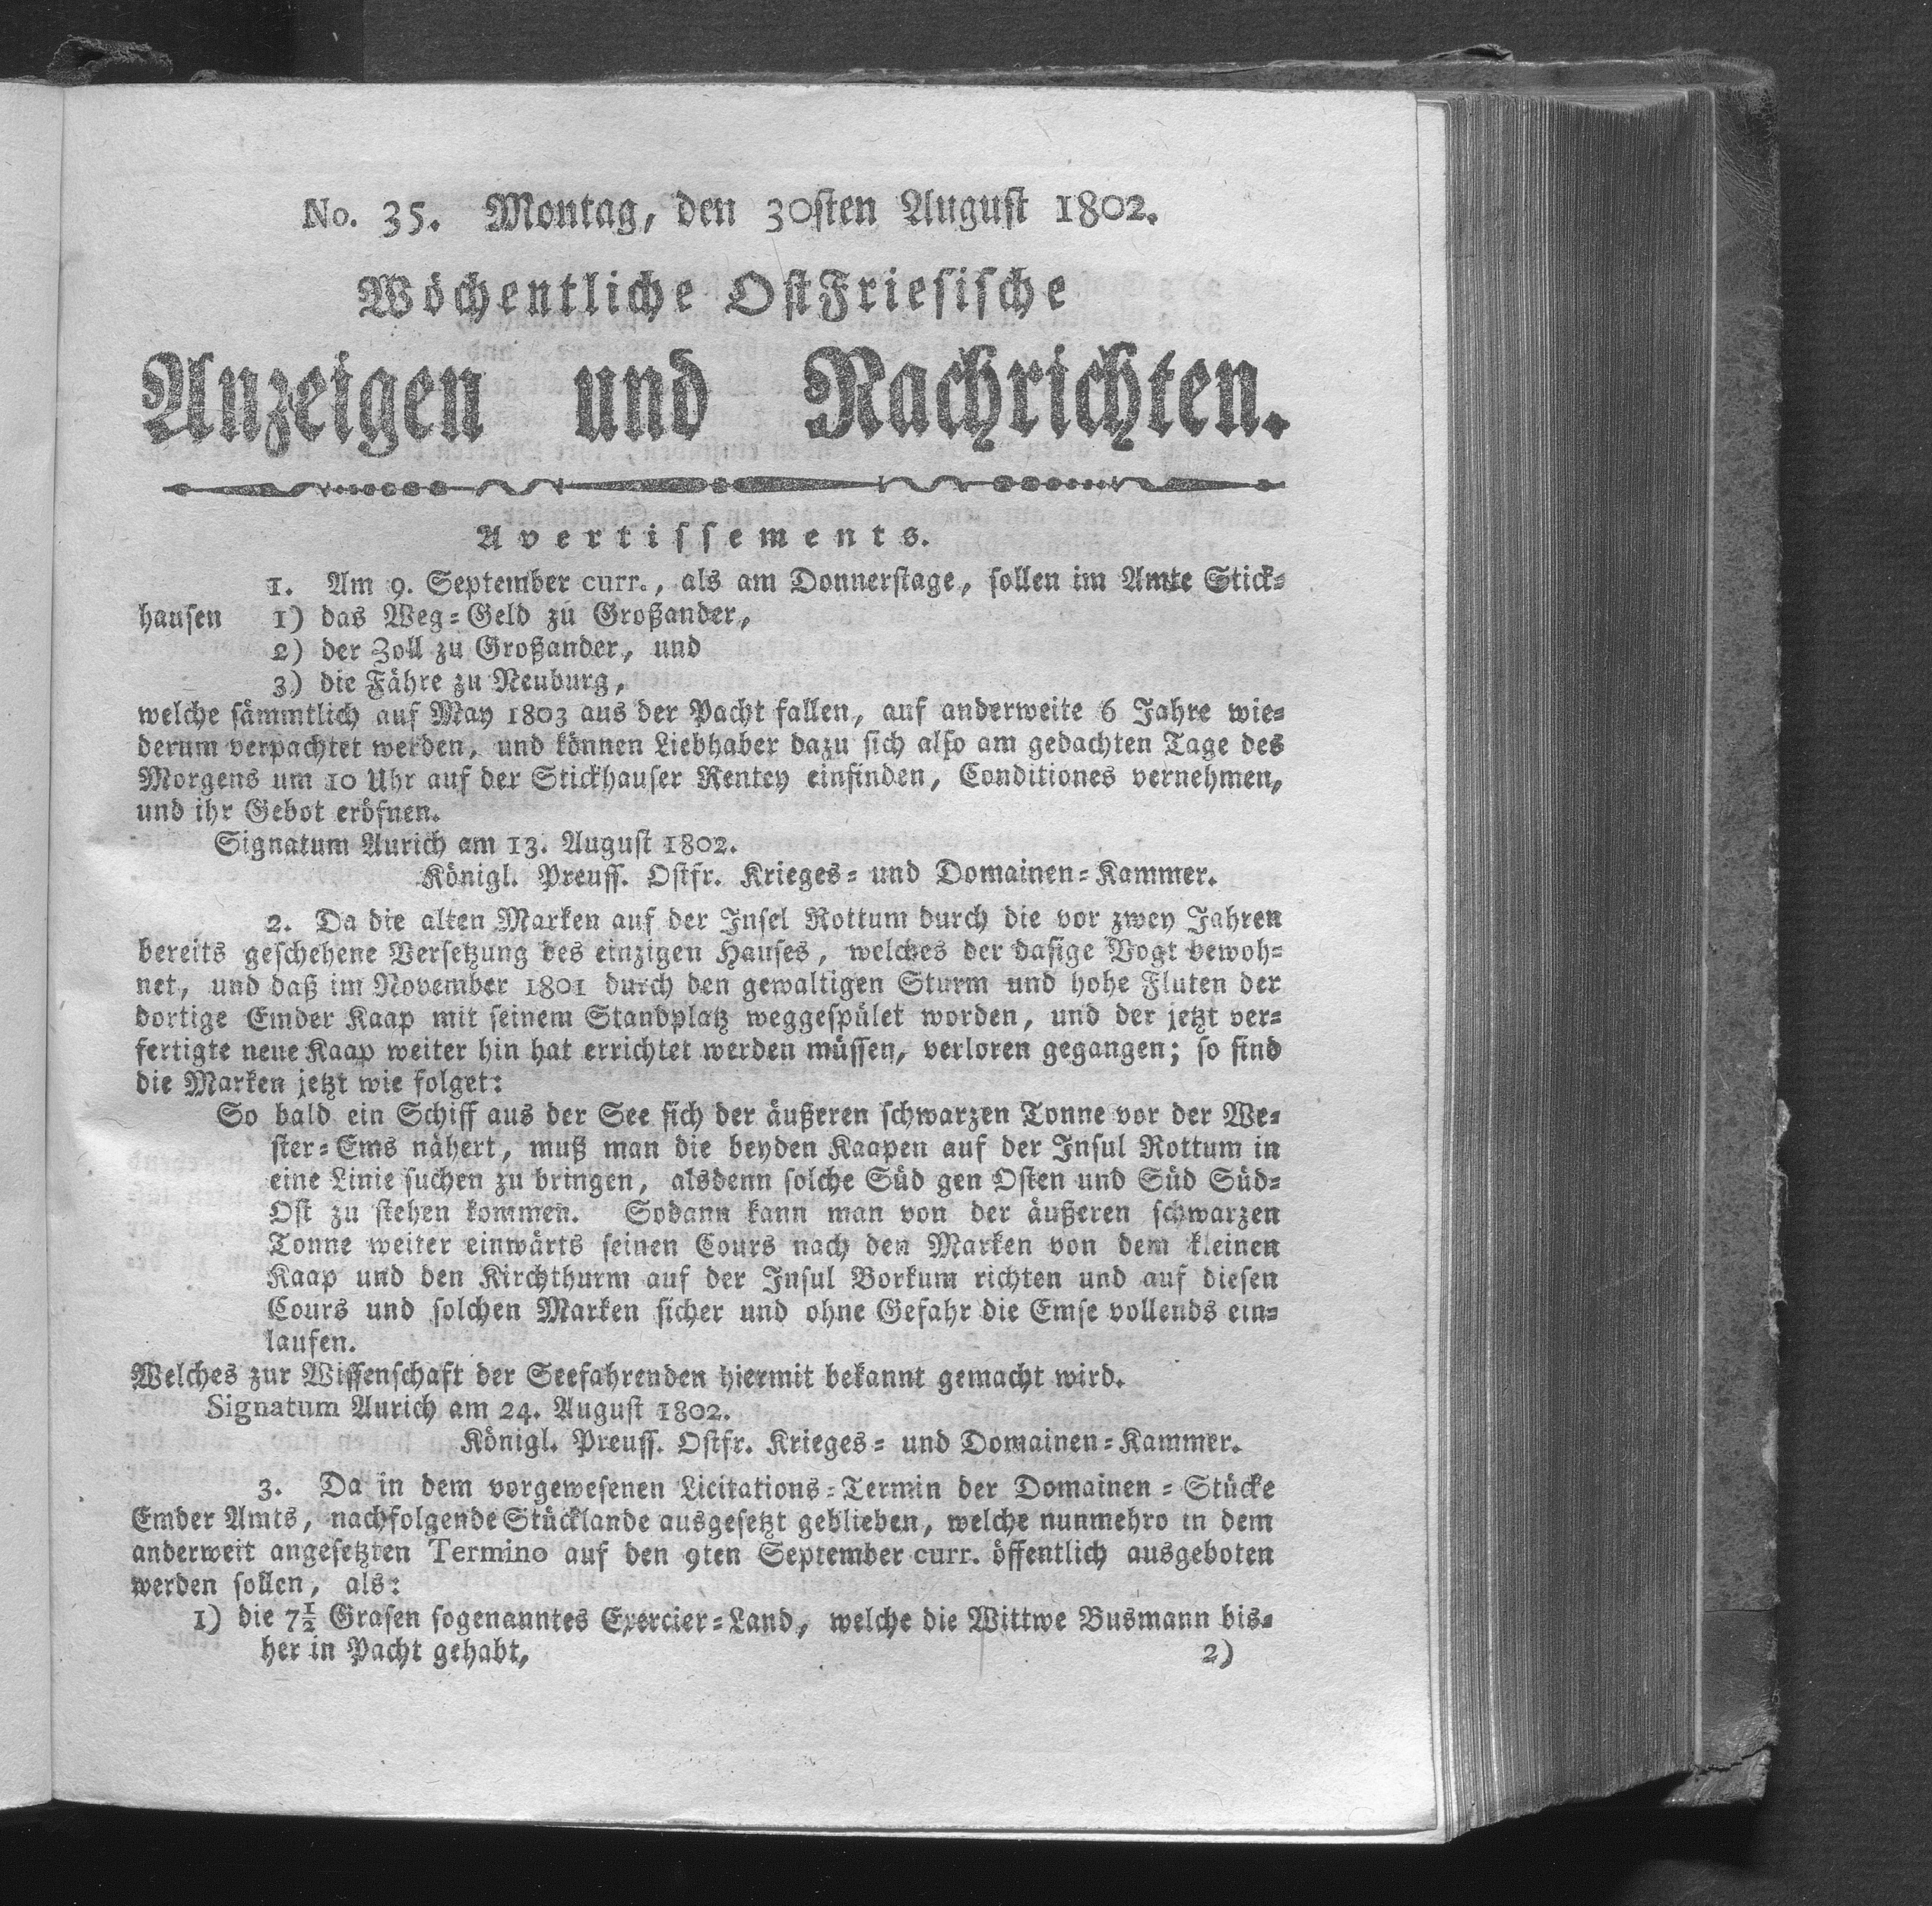 No. 35. Montag, den 30sten August 1802.
Wöchentliche OstFriesische
Anzeigen und Nachrichten.
Avertissements.
1. Am 9. September curr., als am Donnerstage, sollen im Amte Stick=
hausen 1) das Weg=Geld zu Großander,
2) der Zoll zu Großander, und
3) die Fähre zu Neuburg,
welche sämmtlich auf May 1803 aus der Pacht fallen, auf anderweite 6 Jahre wie=
derum verpachtet werden, und können Liebhaber dazu sich also am gedachten Tage des
Morgens um 10 Uhr auf der Stickhauser Rentey einfinden, Conditiones vernehmen,
und ihr Gebot eröfnen.
Signatum Aurich am 13. August 1802.
Königl. Preuss. Ostfr. Krieges= und Domainen=Kammer.
2. Da die alten Marken auf der Insel Rottum durch die vor zwey Jahren
bereits geschehene Versetzung des einzigen Hauses, welches der dasige Vogt bewoh=
net, und daß im November 1801 durch den gewaltigen Sturm und hohe Fluten der
dortige Emder Kaap mit seinem Standplatz weggespület worden, und der jetzt ver=
fertigte neue Kaap weiter hin hat errichtet werden müssen, verloren gegangen; so sind
die Marken jetzt wie folget:
So bald ein Schiff aus der See sich der äußeren schwarzen Tonne vor der We=
ster=Ems nähert, muß man die beyden Kaapen auf der Insul Rottum in
eine Linie suchen zu bringen, alsdenn solche Süd gen Osten und Süd Süd=
Ost zu stehen kommen. Sodann kann man von der äußeren schwarzen
Tonne weiter einwärts seinen Cours nach den Marken von dem kleinen
Kaap und den Kirchthurm auf der Insul Borkum richten und auf diesen
Cours und solchen Marken sicher und ohne Gefahr die Emse vollends ein=
laufen.
Welches zur Wissenschaft der Seefahrenden hiermit bekannt gemacht wird.
Signatum Aurich am 24. August 1802.
Königl. Preuss. Ostfr. Krieges= und Domainen=Kammer.
3. Da in dem vorgewesenen Licitations=Termin der Domainen=Stücke
Emder Amts, nachfolgende Stücklande ausgesetzt geblieben, welche nunmehro in dem
anderweit angesetzten Termino auf den 9ten September curr. öffentlich ausgeboten
werden sollen, als:
1) die 7½ Grasen sogenanntes Exercier=Land, welche die Wittwe Busmann bis=
her in Pacht gehabt, 2)